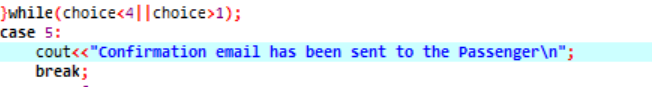 }while(choice<4||choice>1);
case 5:
cout<<"Confirmation email has been sent to the Passenger\n";
break;